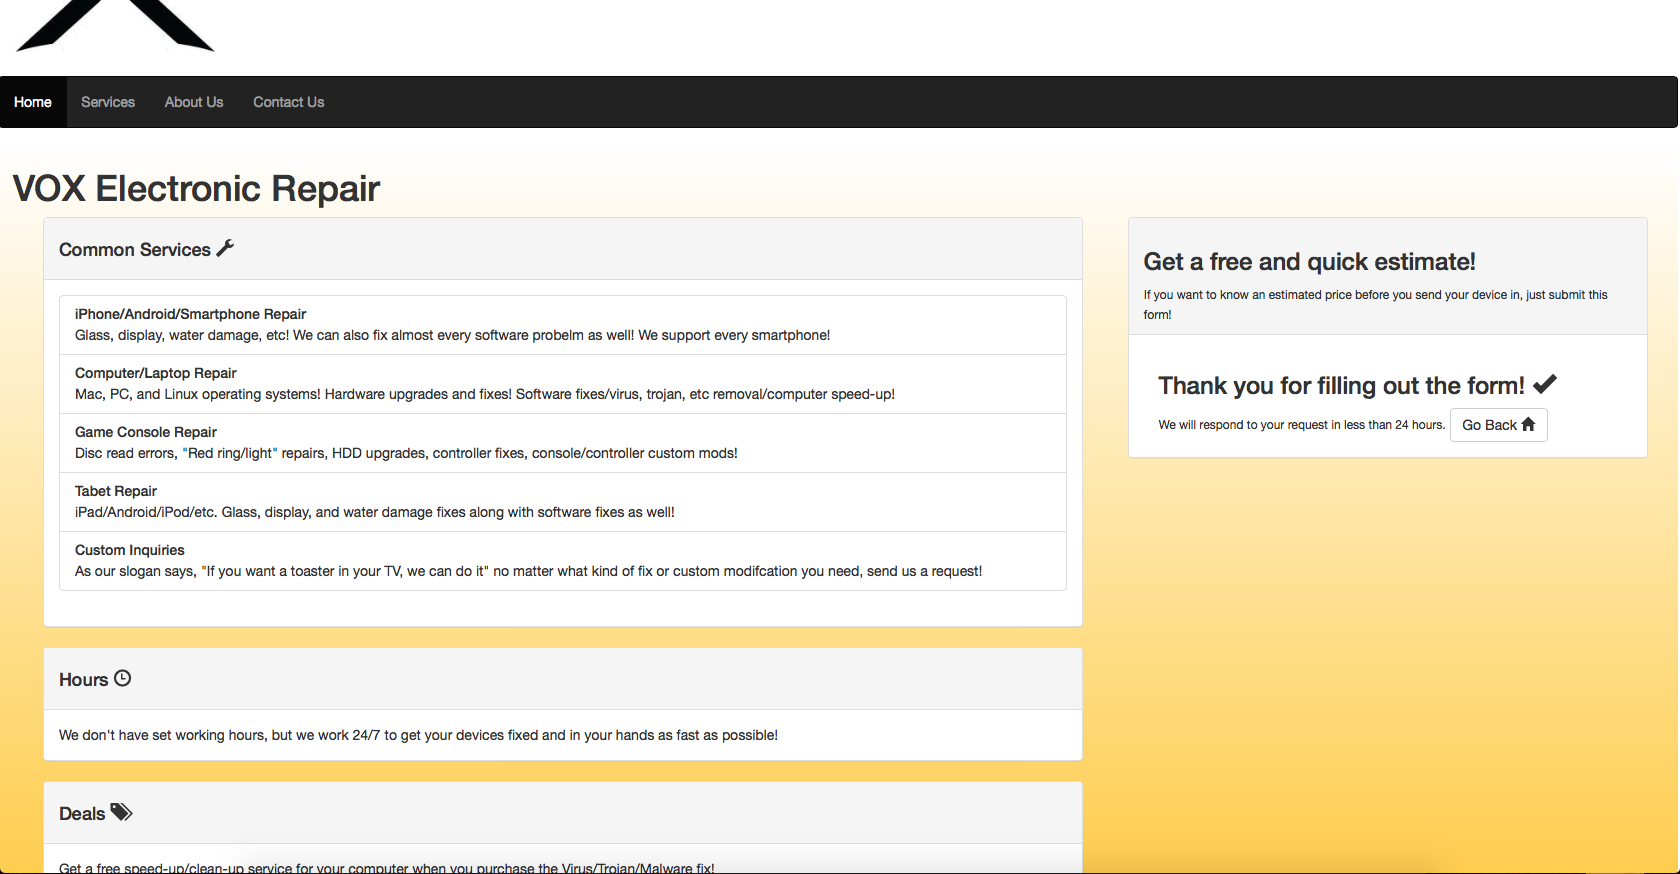 Home Services About Us Contact Us
VOX Electronic Repair
Common Services
iPhone/Android/Smartphone Repair
Glass, display, water damage, etc! We can also fix almost every software probelm as well! We support every smartphone!
Computer/Laptop Repair
Mac, PC, and Linux operating systems! Hardware upgrades and fixes! Software fixes/virus, trojan, etc removal/computer speed-up!
Game Console Repair
Disc read errors, "Red ring/light" repairs, HDD upgrades, controller fixes, console/controller custom mods!
Tabet Repair
iPad/Android/iPod/etc. Glass, display, and water damage fixes along with software fixes as well!
Custom Inquiries
As our slogan says, "If you want a toaster in your TV, we can do it" no matter what kind of fix or custom modifcation you need, send us a request!
Hours
We don't have set working hours, but we work 24/7 to get your devices fixed and in your hands as fast as possible!
Deals
Get a free speed-up/clean-up service for your computer when you purchase the Virus/Trojan/Malware fix!
Get a free and quick estimate!
If you want to know an estimated price before you send your device in, just submit this
form!
Thank you for filling out the form!
We will respond to your request in less than 24 hours. Go Back